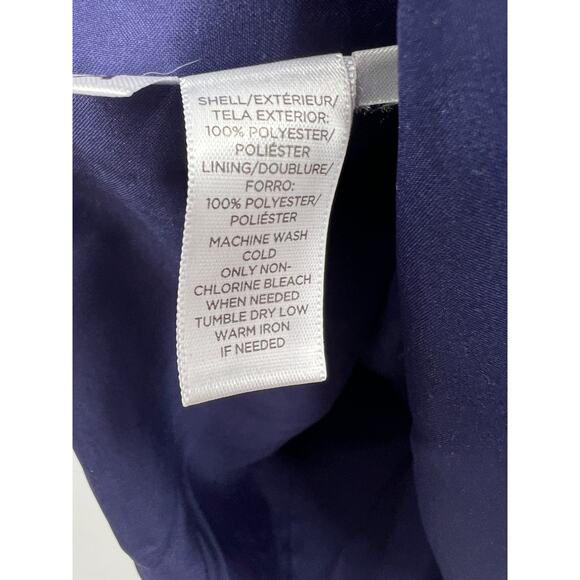 SHELL/EXTÉRIEUR/
TELA EXTERIOR:
100% POLYESTER/
POLIÉSTER
LINING/DOUBLURE/
FORRO:
100% POLYESTER/
POLIÉSTER
MACHINE WASH
COLD
ONLY NON-
CHLORINE BLEACH
WHEN NEEDED
TUMBLE DRY LOW
WARM IRON
IF NEEDED